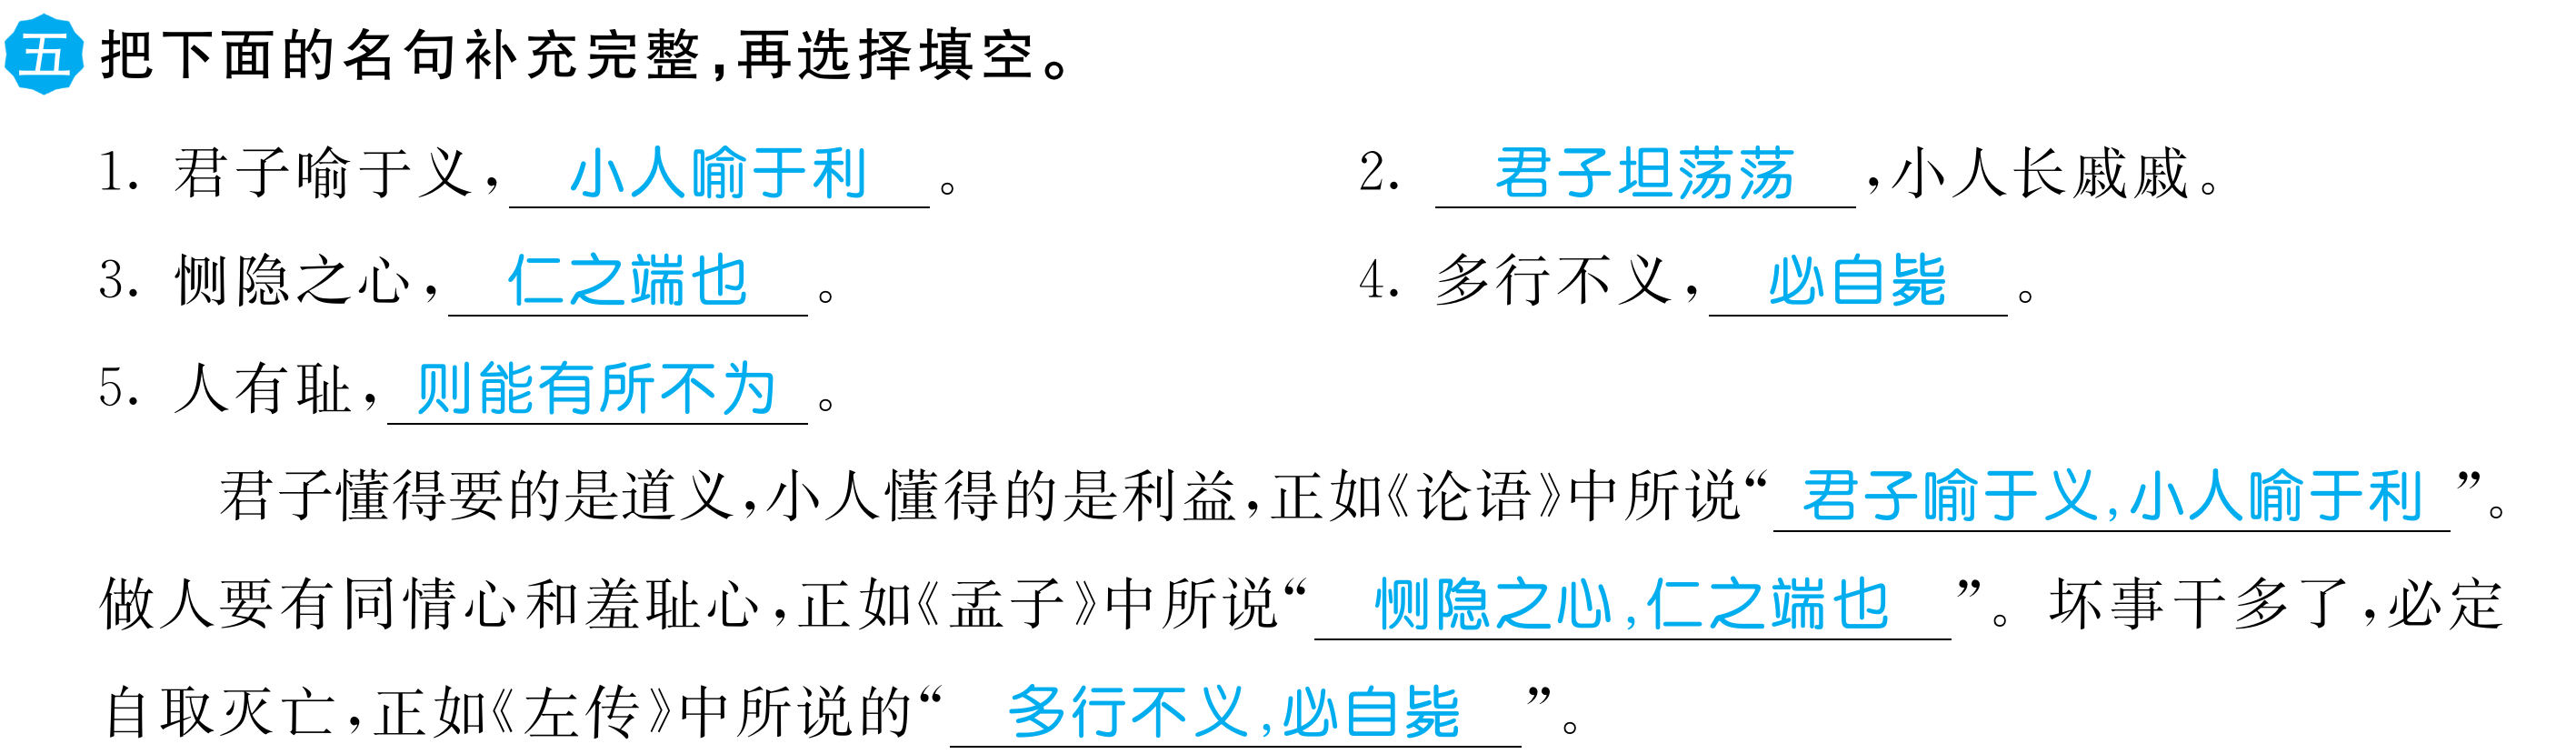 五 把下面的名句补充完整,再选择填空。
1. 君子喻于义, 小人喻于利 。 2. 君子坦荡荡 ,小人长戚戚。
3. 恻隐之心, 仁之端也 。 4. 多行不义, 必自毙 。
5. 人有耻, 则能有所不为 。
君子懂得要的是道义,小人懂得的是利益,正如《论语》中所说“ 君子喻于义,小人喻于利 ”。
做人要有同情心和羞耻心,正如《孟子》中所说“ 恻隐之心,仁之端也 ”。坏事干多了,必定
自取灭亡,正如《左传》中所说的“ 多行不义,必自毙 ”。